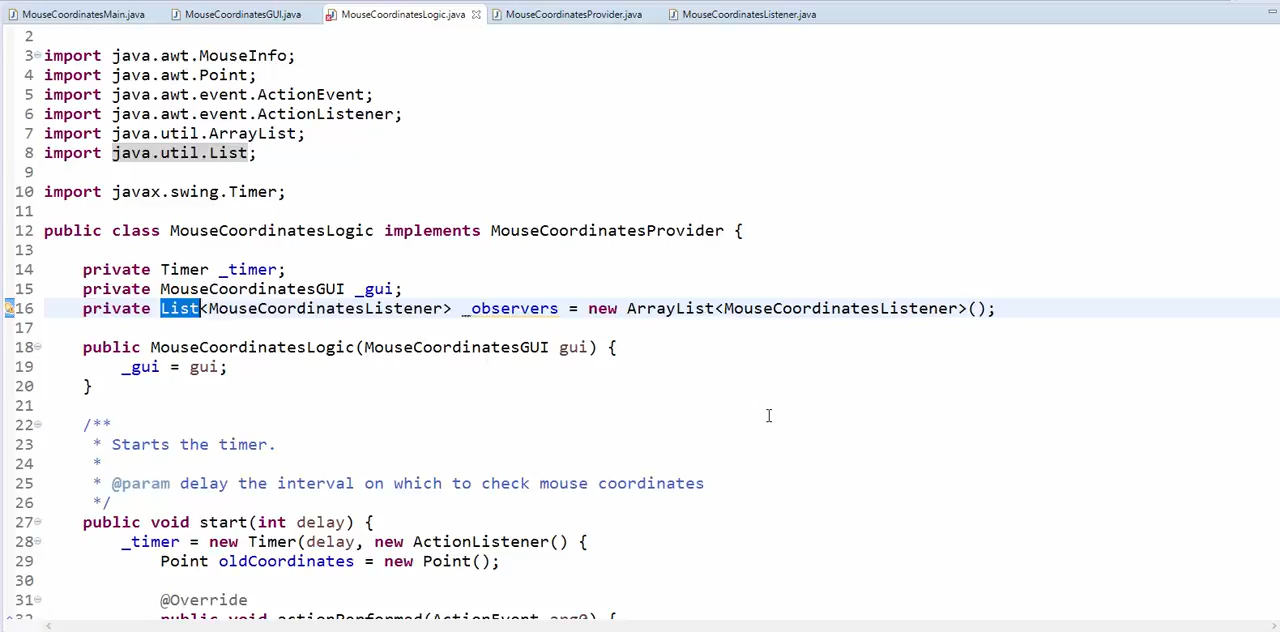 MouseCoordinatesMain.java MouseCoordinatesGUI.java MouseCoordinatesLogic.java MouseCoordinatesProvider.java MouseCoordinatesListener.java
2
3 import java.awt.MouseInfo;
4 import java.awt.Point;
5 import java.awt.event.ActionEvent;
6 import java.awt.event.ActionListener;
7 import java.util.ArrayList;
8 import java.util.List;
9
10 import javax.swing.Timer;
11
12 public class MouseCoordinatesLogic implements MouseCoordinatesProvider {
13
14 private Timer _timer;
15 private MouseCoordinatesGUI _gui;
16 private List<MouseCoordinatesListener> _observers = new ArrayList<MouseCoordinatesListener>();
17
18 public MouseCoordinatesLogic(MouseCoordinatesGUI gui) {
19 _gui = gui;
20 }
21
22 /**
23 * Starts the timer.
24 *
25 * @param delay the interval on which to check mouse coordinates
26 */
27 public void start(int delay) {
28 _timer = new Timer(delay, new ActionListener() {
29 Point oldCoordinates = new Point();
30
31 @Override
32 public void actionPerformed(ActionEvent arg0) {